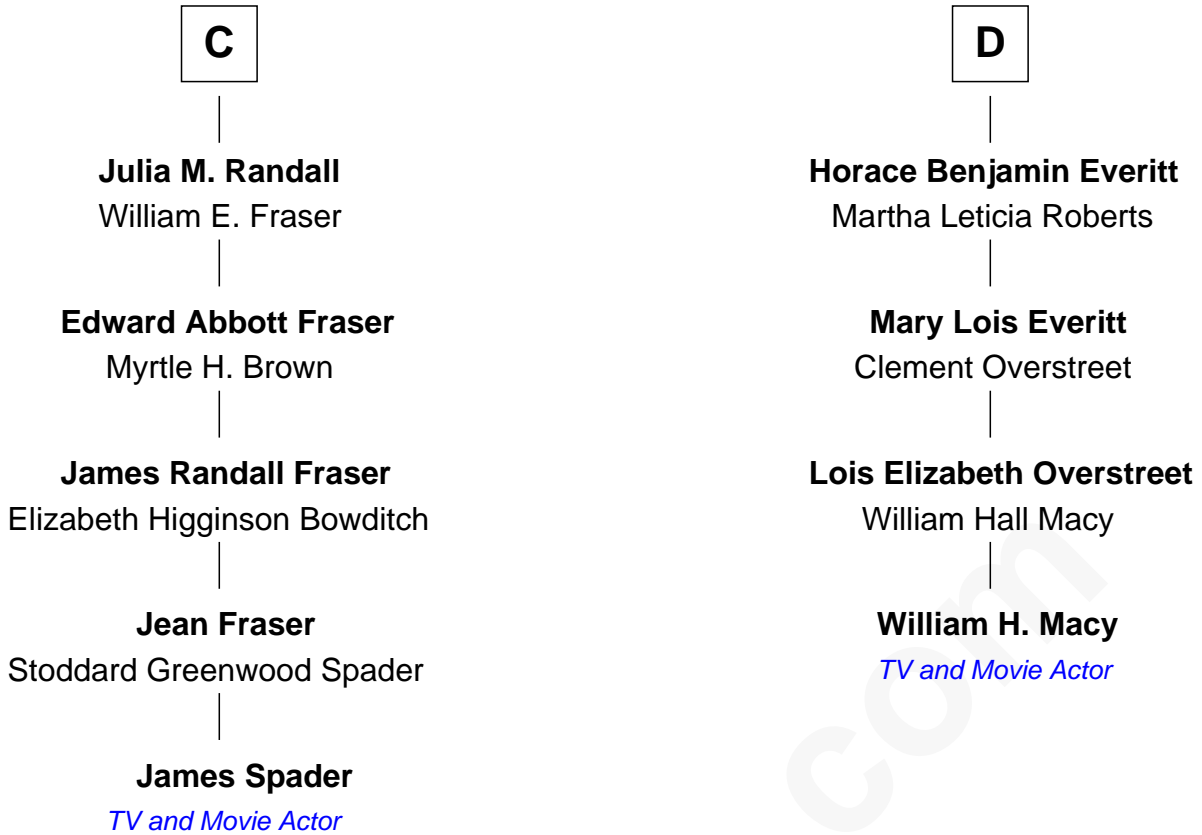 C
Julia M. Randall
William E. Fraser
Edward Abbott Fraser
Myrtle H. Brown
James Randall Fraser
Elizabeth Higginson Bowditch
Jean Fraser
Stoddard Greenwood Spader
James Spader
TV and Movie Actor
D
Horace Benjamin Everitt
Martha Leticia Roberts
Mary Lois Everitt
Clement Overstreet
Lois Elizabeth Overstreet
William Hall Macy
William H. Macy
TV and Movie Actor
com